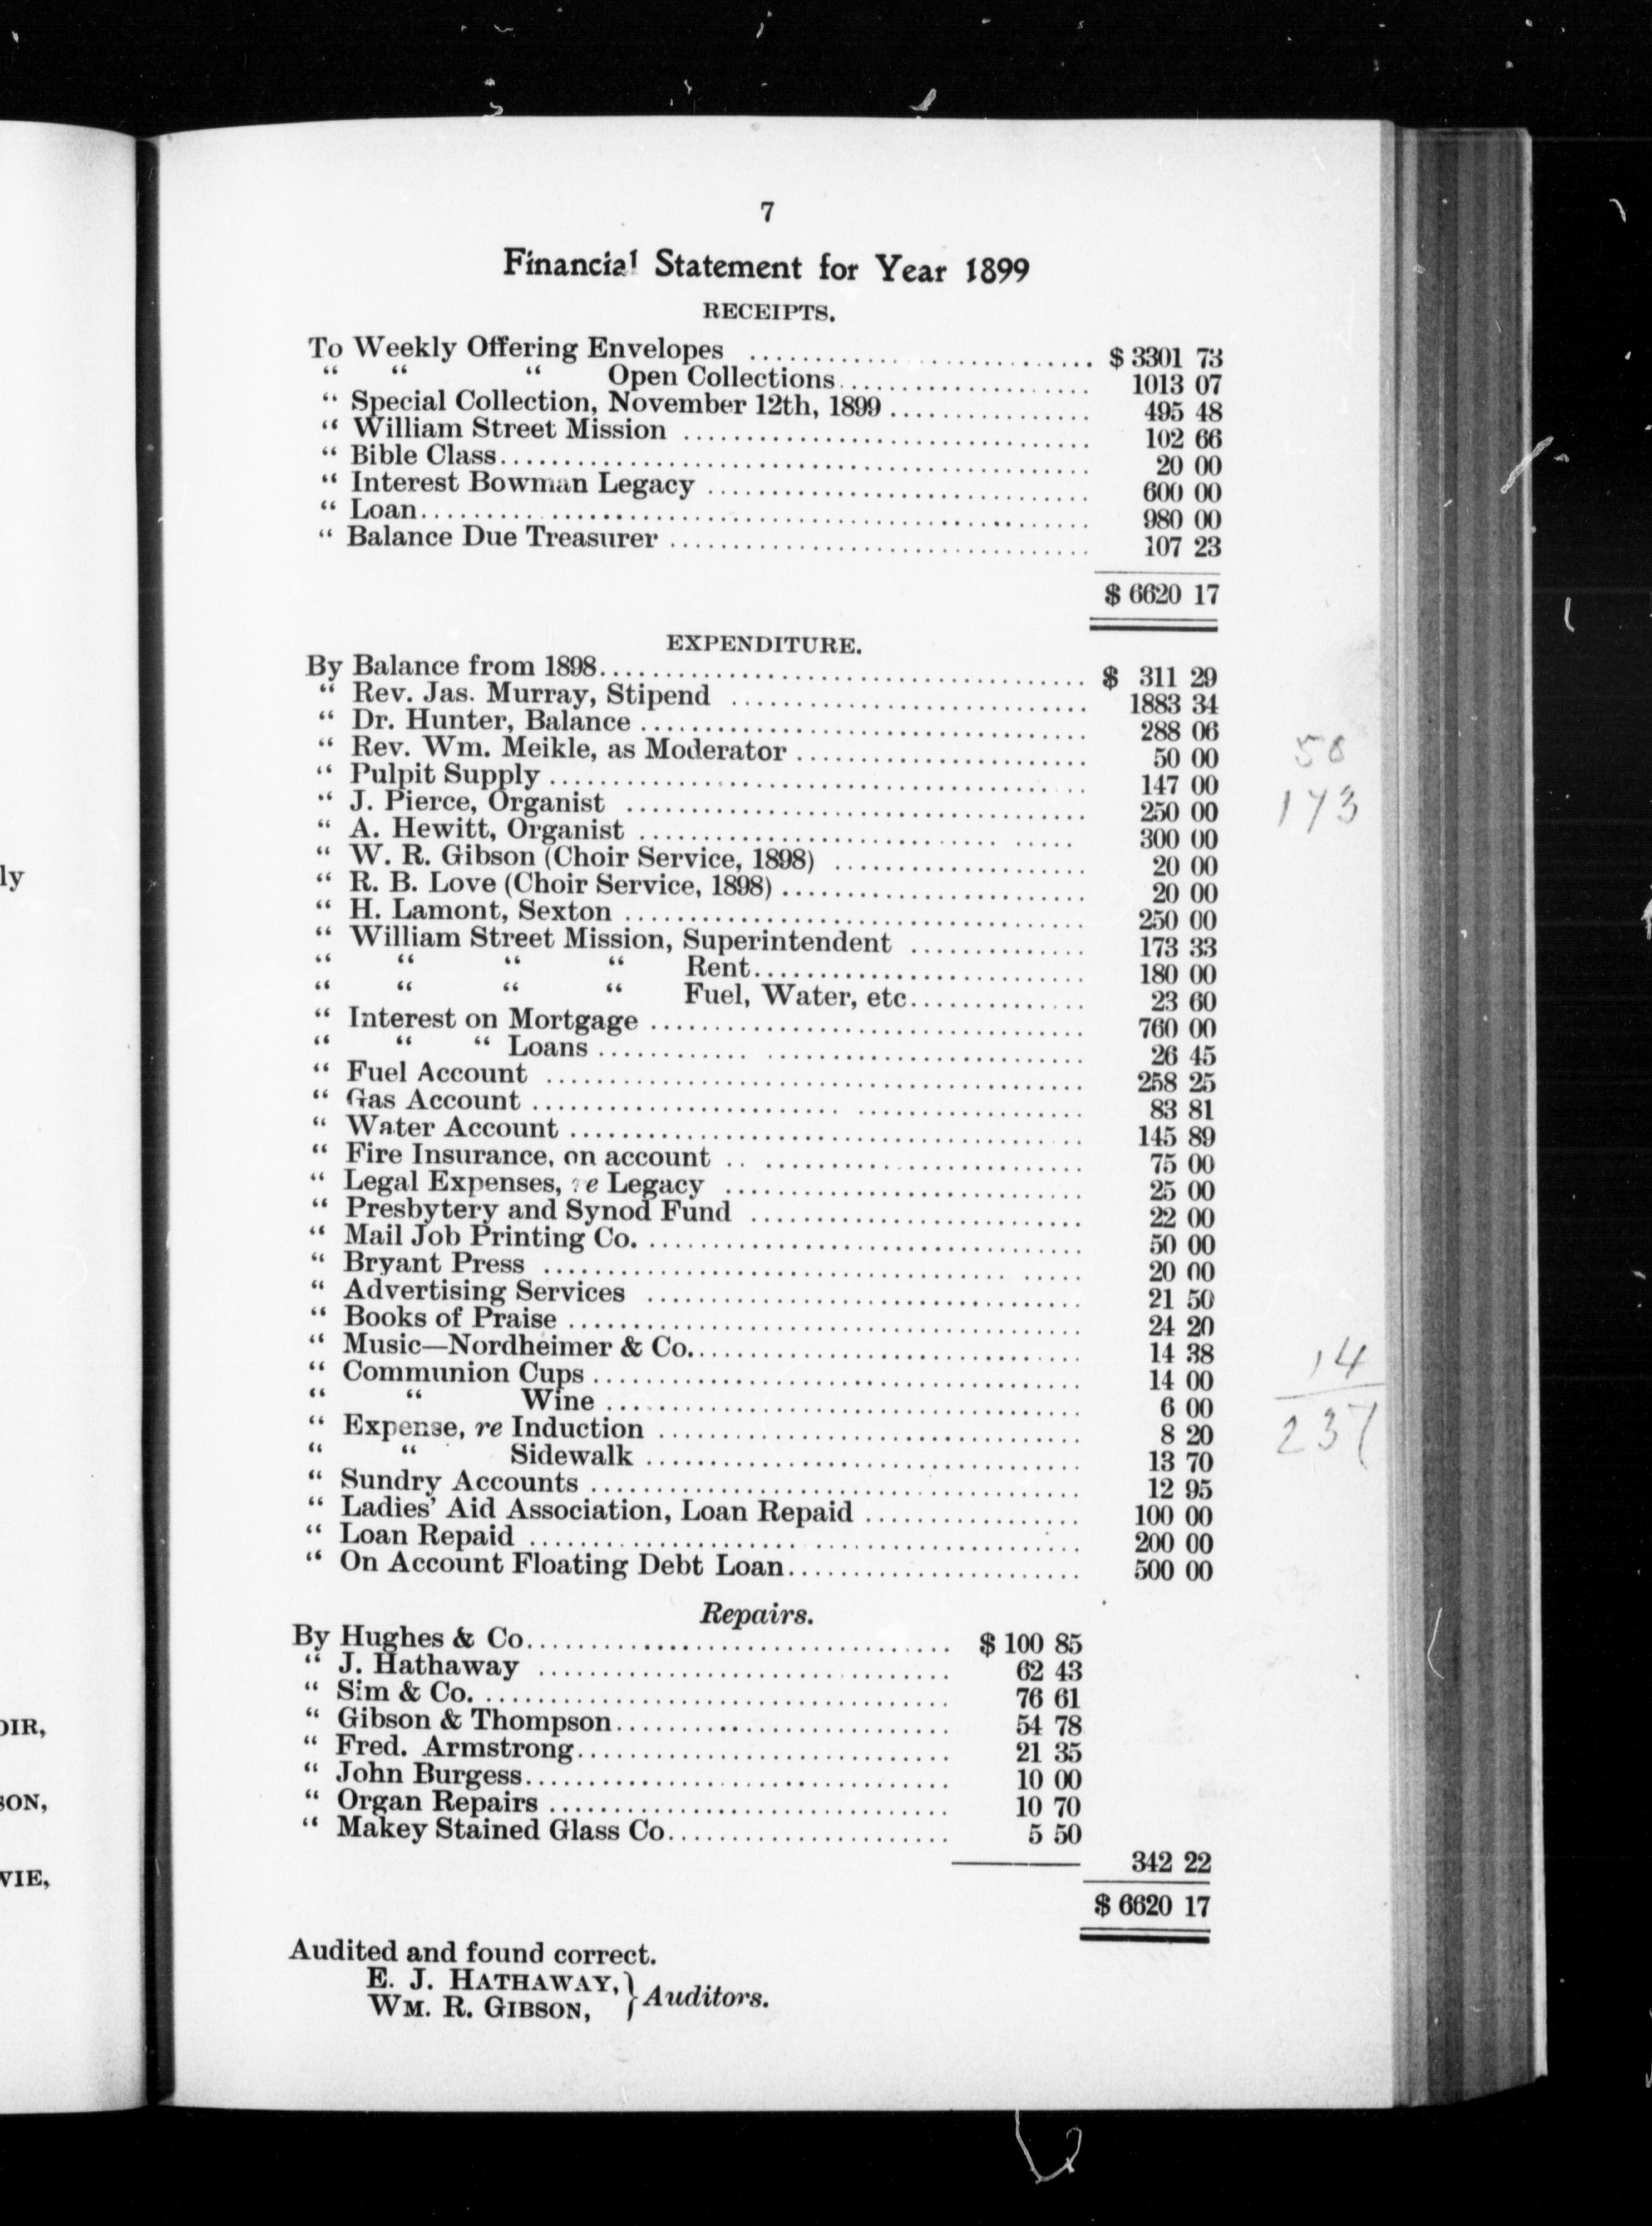 7
Financial Statement for Year 1899
RECEIPTS.
To Weekly Offering Envelopes .......... $ 3301 73
“ “ “ Open Collections .......... 1013 07
“ Special Collection, November 12th, 1899 .......... 495 48
“ William Street Mission .......... 102 66
“ Bible Class .......... 20 00
“ Interest Bowman Legacy .......... 600 00
“ Loan .......... 980 00
“ Balance Due Treasurer .......... 107 23
$ 6620 17
EXPENDITURE.
By Balance from 1898 .......... $ 311 29
“ Rev. Jas. Murray, Stipend .......... 1883 34
“ Dr. Hunter, Balance .......... 288 06
“ Rev. Wm. Meikle, as Moderator .......... 50 00 50
“ Pulpit Supply .......... 147 00
“ J. Pierce, Organist .......... 250 00 173
“ A. Hewitt, Organist .......... 300 00
“ W. R. Gibson (Choir Service, 1898) .......... 20 00
“ R. B. Love (Choir Service, 1898) .......... 20 00
ly
“ H. Lamont, Sexton .......... 250 00
“ William Street Mission, Superintendent .......... 173 33
“ “ “ “ Rent .......... 180 00
“ “ “ “ Fuel, Water, etc .......... 23 60
“ Interest on Mortgage .......... 760 00
“ “ “ Loans .......... 26 45
“ Fuel Account .......... 258 25
“ Gas Account .......... 83 81
“ Water Account .......... 145 89
“ Fire Insurance, on account .......... 75 00
“ Legal Expenses, re Legacy .......... 25 00
“ Presbytery and Synod Fund .......... 22 00
“ Mail Job Printing Co. .......... 50 00
“ Bryant Press .......... 20 00
“ Advertising Services .......... 21 50
“ Books of Praise .......... 24 20
“ Music—Nordheimer & Co. .......... 14 38 14
“ Communion Cups .......... 14 00
“ “ Wine .......... 6 00
“ Expense, re Induction .......... 8 20 237
“ “ Sidewalk .......... 13 70
“ Sundry Accounts .......... 12 95
“ Ladies’ Aid Association, Loan Repaid .......... 100 00
“ Loan Repaid .......... 200 00
“ On Account Floating Debt Loan .......... 500 00
Repairs.
By Hughes & Co. .......... $ 100 85
“ J. Hathaway .......... 62 43
“ Sim & Co. .......... 76 61
“ Gibson & Thompson .......... 54 78
OIR,
“ Fred. Armstrong .......... 21 35
“ John Burgess .......... 10 00
“ Organ Repairs .......... 10 70
SON,
“ Makey Stained Glass Co. .......... 5 50
342 22
VIE,
$ 6620 17
Audited and found correct.
E. J. HATHAWAY,
WM. R. GIBSON, } Auditors.